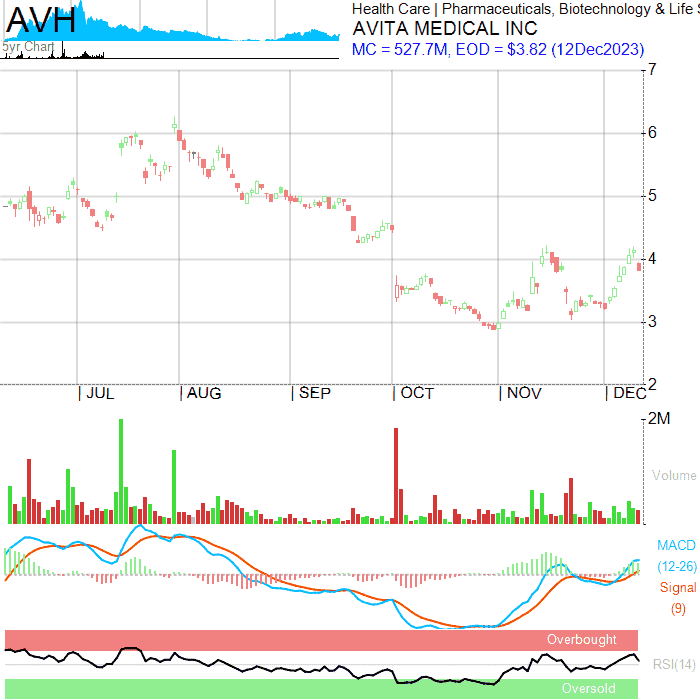 AVH
5yr Chart
Health Care | Pharmaceuticals, Biotechnology & Life S
AVITA MEDICAL INC
MC = 527.7M, EOD = $3.82 (12Dec2023)
7
6
5
4
3
2
| JUL | AUG | SEP | OCT | NOV | DEC
2M
Volume
MACD
(12-26)
Signal
(9)
Overbought
RSI(14)
Oversold